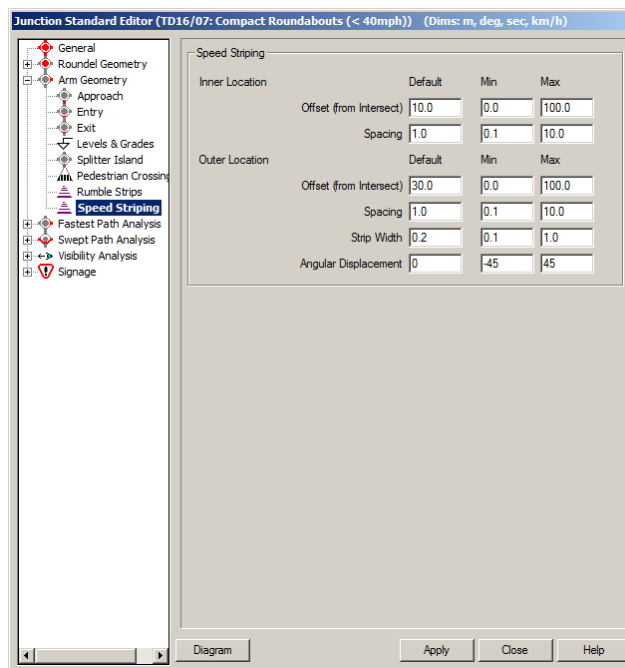 Junction Standard Editor (TD16/07: Compact Roundabouts (< 40mph)) (Dims: m, deg, sec, km/h)
General
Roundel Geometry
Arm Geometry
Approach
Entry
Exit
Levels & Grades
Splitter Island
Pedestrian Crossing
Rumble Strips
Speed Striping
Fastest Path Analysis
Swept Path Analysis
Visibility Analysis
Signage
Speed Striping
Inner Location Default Min Max
Offset (from Intersect) 10.0 0.0 100.0
Spacing 1.0 0.1 10.0
Outer Location Default Min Max
Offset (from Intersect) 30.0 0.0 100.0
Spacing 1.0 0.1 10.0
Strip Width 0.2 0.1 1.0
Angular Displacement 0 -45 45
Diagram Apply Close Help